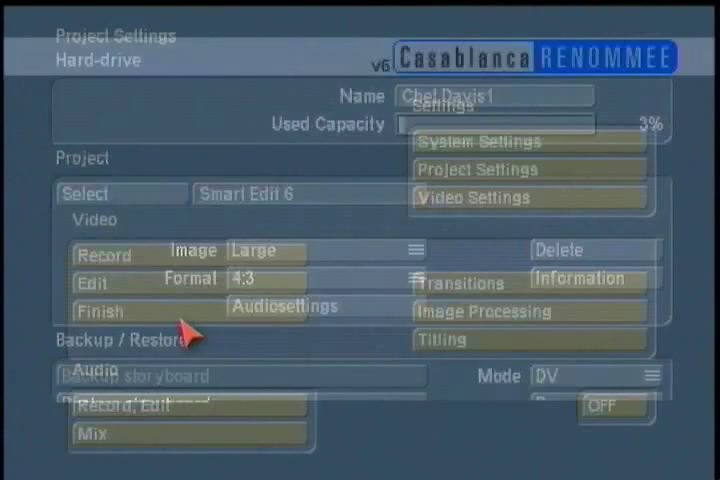 Project Settings
Hard-drive
v6 Casablanca RENOMMEE
Name Chel Davis1
Settings
Used Capacity 3%
System Settings
Project
Project Settings
Select Smart Edit 6
Video Settings
Video
Record Image Large Delete
Edit Format 4:3 Transitions Information
Finish Audiosettings Image Processing
Backup / Restore Titling
Audio
Backup storyboard Mode DV
Record, Edit OFF
Mix